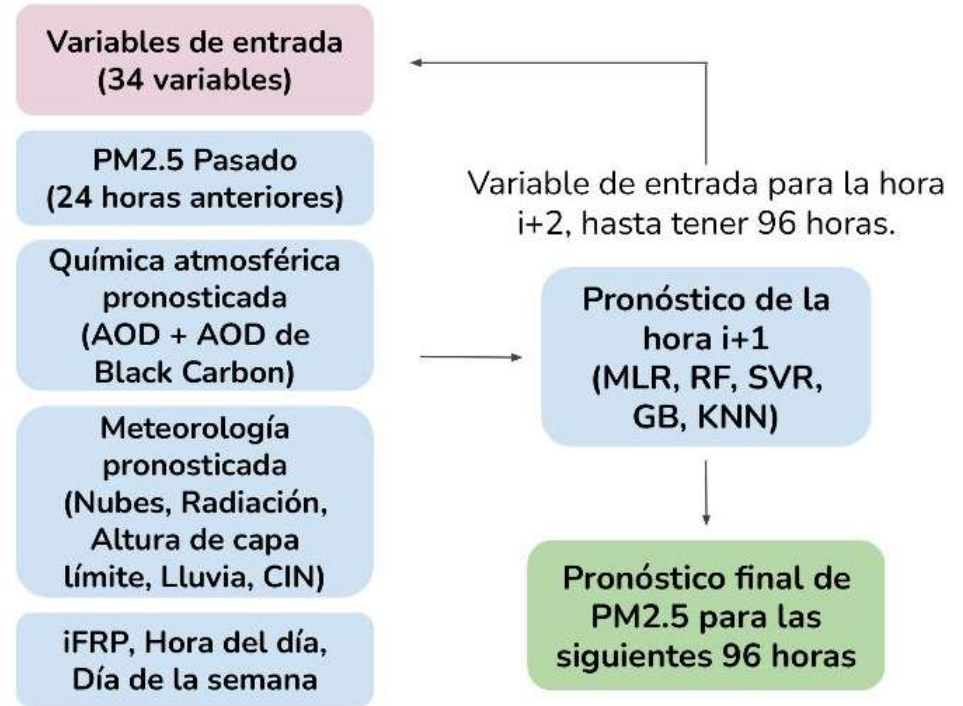 Variables de entrada
(34 variables)
PM2.5 Pasado
(24 horas anteriores)
Química atmosférica
pronosticada
(AOD + AOD de
Black Carbon)
Meteorología
pronosticada
(Nubes, Radiación,
Altura de capa
límite, Lluvia, CIN)
iFRP, Hora del día,
Día de la semana
Variable de entrada para la hora
i+2, hasta tener 96 horas.
Pronóstico de la
hora i+1
(MLR, RF, SVR,
GB, KNN)
Pronóstico final de
PM2.5 para las
siguientes 96 horas